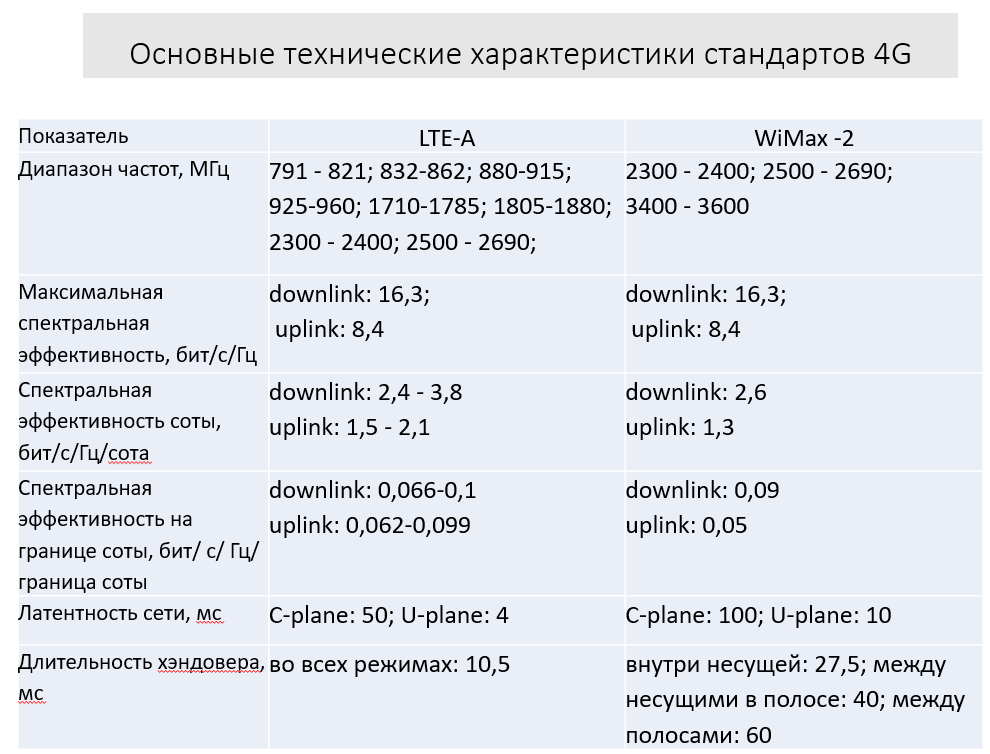 Основные технические характеристики стандартов 4G
Показатель
LTE-A
WiMax -2
Диапазон частот, МГц
791 - 821; 832-862; 880-915;
925-960; 1710-1785; 1805-1880;
2300 - 2400; 2500 - 2690;
2300 - 2400; 2500 - 2690;
3400 - 3600
Максимальная
спектральная
эффективность, бит/с/Гц
downlink: 16,3;
uplink: 8,4
downlink: 16,3;
uplink: 8,4
Спектральная
эффективность соты,
бит/с/Гц/сота
downlink: 2,4 - 3,8
uplink: 1,5 - 2,1
downlink: 2,6
uplink: 1,3
Спектральная
эффективность на
границе соты, бит/ с/ Гц/
граница соты
downlink: 0,066-0,1
uplink: 0,062-0,099
downlink: 0,09
uplink: 0,05
Латентность сети, мс
C-plane: 50; U-plane: 4
C-plane: 100; U-plane: 10
Длительность хэндовера,
мс
во всех режимах: 10,5
внутри несущей: 27,5; между
несущими в полосе: 40; между
полосами: 60